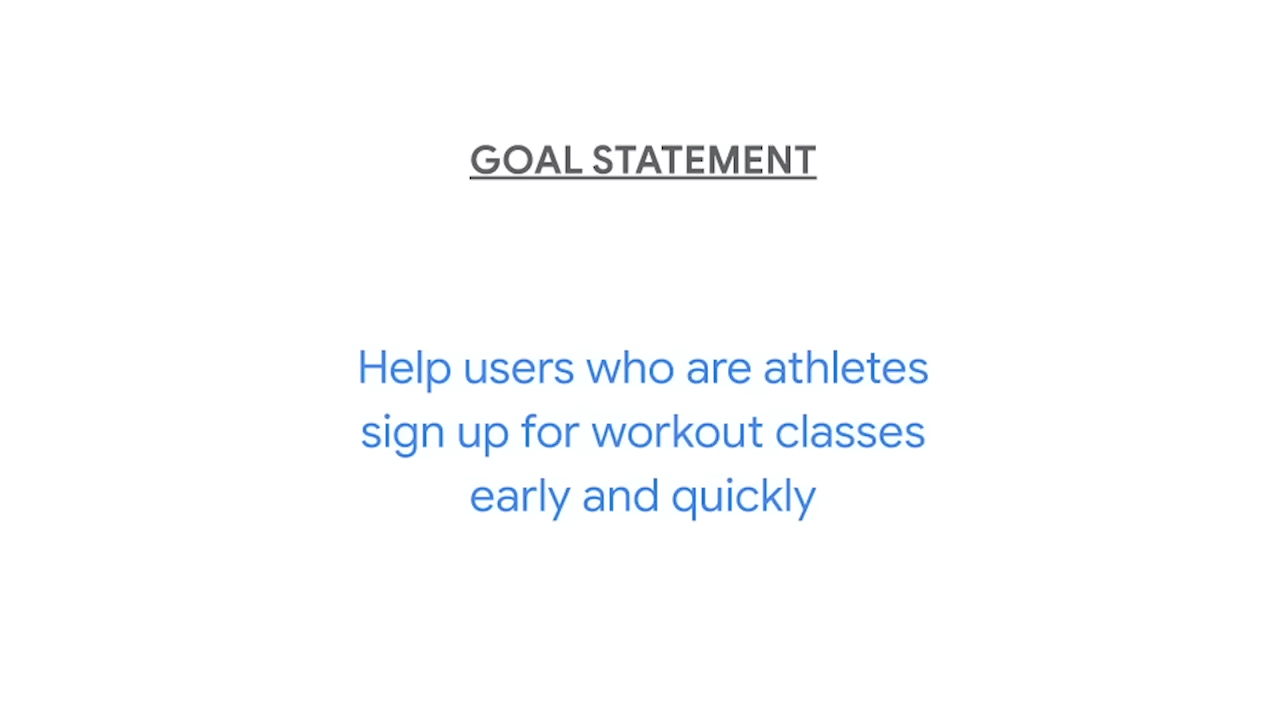 GOAL STATEMENT
Help users who are athletes
sign up for workout classes
early and quickly